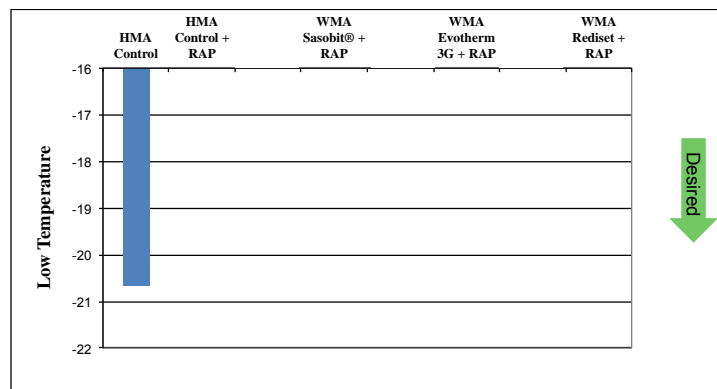 HMA
Control
HMA
Control +
RAP
WMA
Sasobit® +
RAP
WMA
Evotherm
3G + RAP
WMA
Rediset +
RAP
-16
-17
-18
-19
-20
-21
-22
Low Temperature
Desired